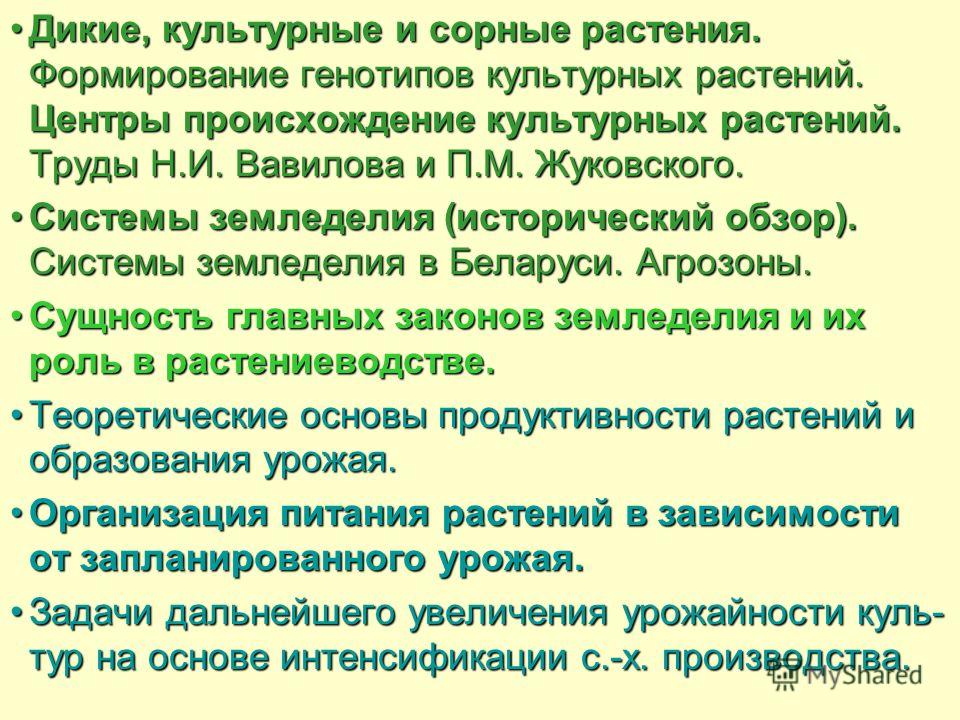 • Дикие, культурные и сорные растения.
Формирование генотипов культурных растений.
Центры происхождение культурных растений.
Труды Н.И. Вавилова и П.М. Жуковского.
• Системы земледелия (исторический обзор).
Системы земледелия в Беларуси. Агрозоны.
• Сущность главных законов земледелия и их
роль в растениеводстве.
• Теоретические основы продуктивности растений и
образования урожая.
• Организация питания растений в зависимости
от запланированного урожая.
• Задачи дальнейшего увеличения урожайности куль-
тур на основе интенсификации с.-х. производства.
MyShared